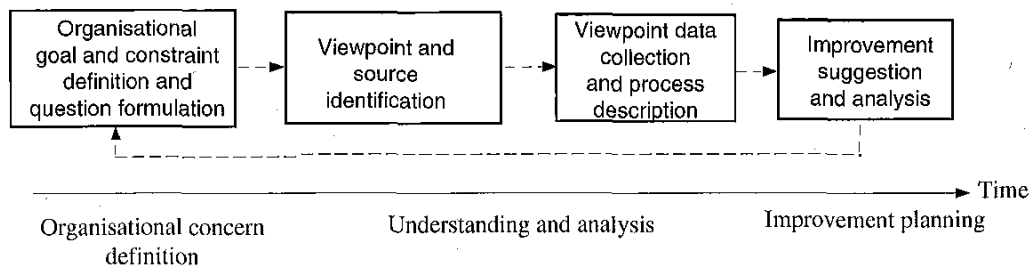 Organisational
goal and constraint
definition and
question formulation
Viewpoint and
source
identification
Viewpoint data
collection
and process
description
Improvement
suggestion
and analysis
Time
Organisational concern
definition
Understanding and analysis
Improvement planning